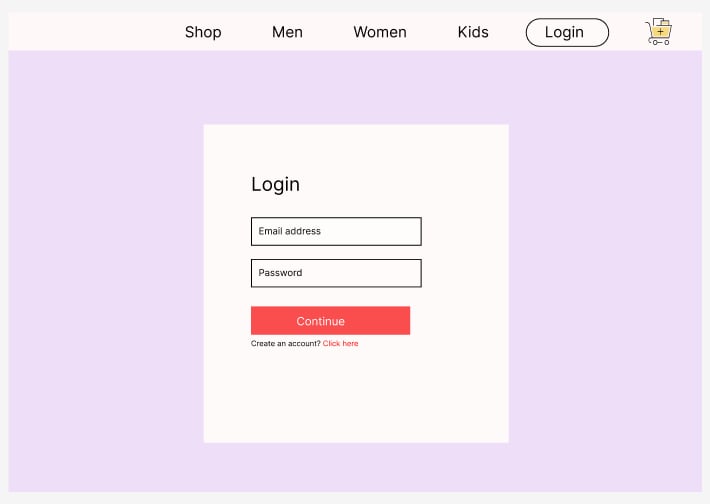 Shop Men Women Kids Login
Login
Email address
Password
Continue
Create an account? Click here